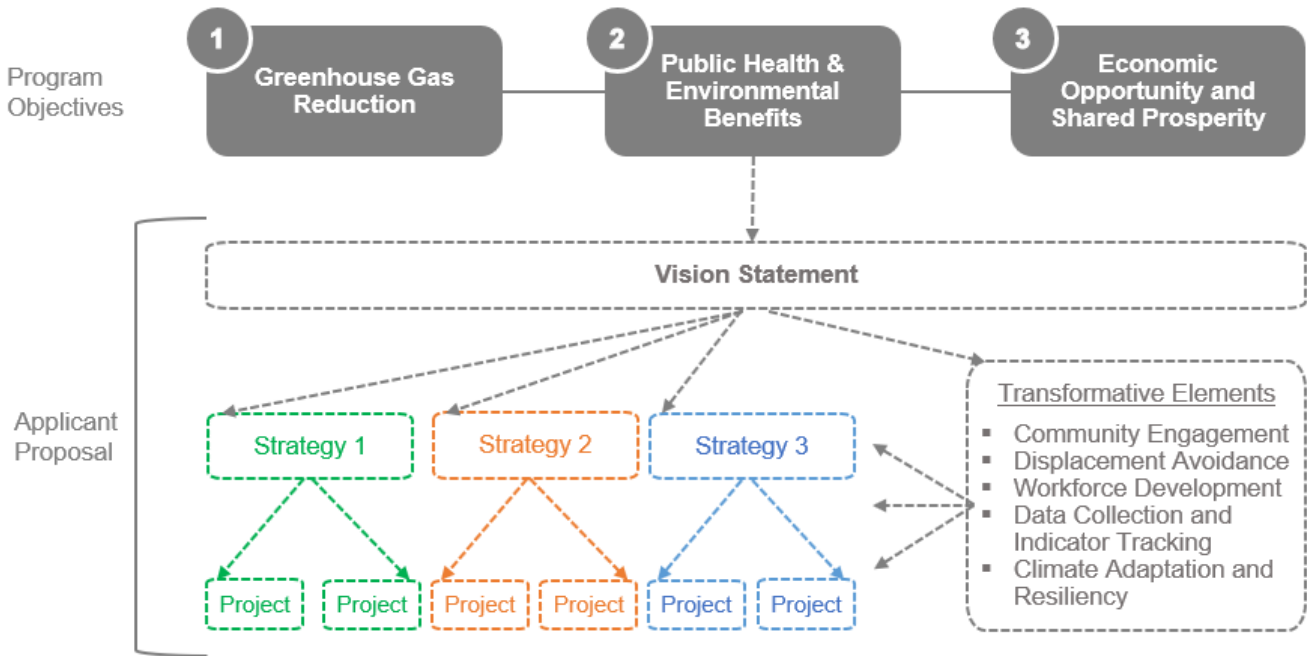 Program
Objectives
1
Greenhouse Gas
Reduction
2
Public Health &
Environmental
Benefits
3
Economic
Opportunity and
Shared Prosperity
Applicant
Proposal
Vision Statement
Strategy 1
Strategy 2
Strategy 3
Project
Project
Project
Project
Project
Project
Transformative Elements
▪ Community Engagement
▪ Displacement Avoidance
▪ Workforce Development
▪ Data Collection and
Indicator Tracking
▪ Climate Adaptation and
Resiliency